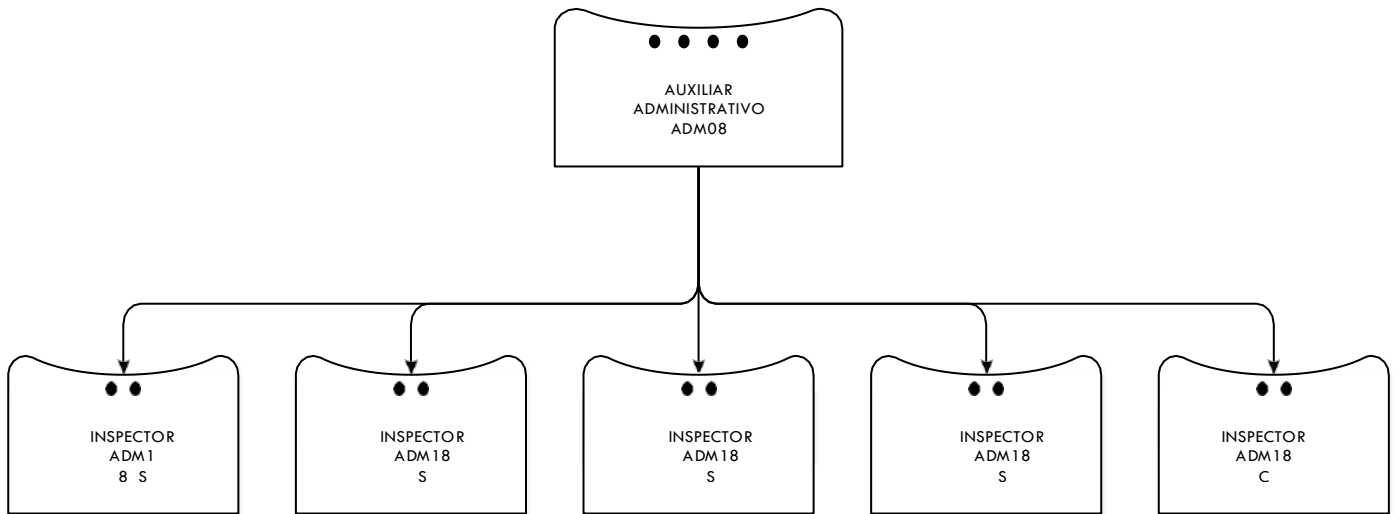 AUXILIAR
ADMINISTRATIVO
ADM08
INSPECTOR
ADM1
8 S
INSPECTOR
ADM18
S
INSPECTOR
ADM18
S
INSPECTOR
ADM18
S
INSPECTOR
ADM18
C